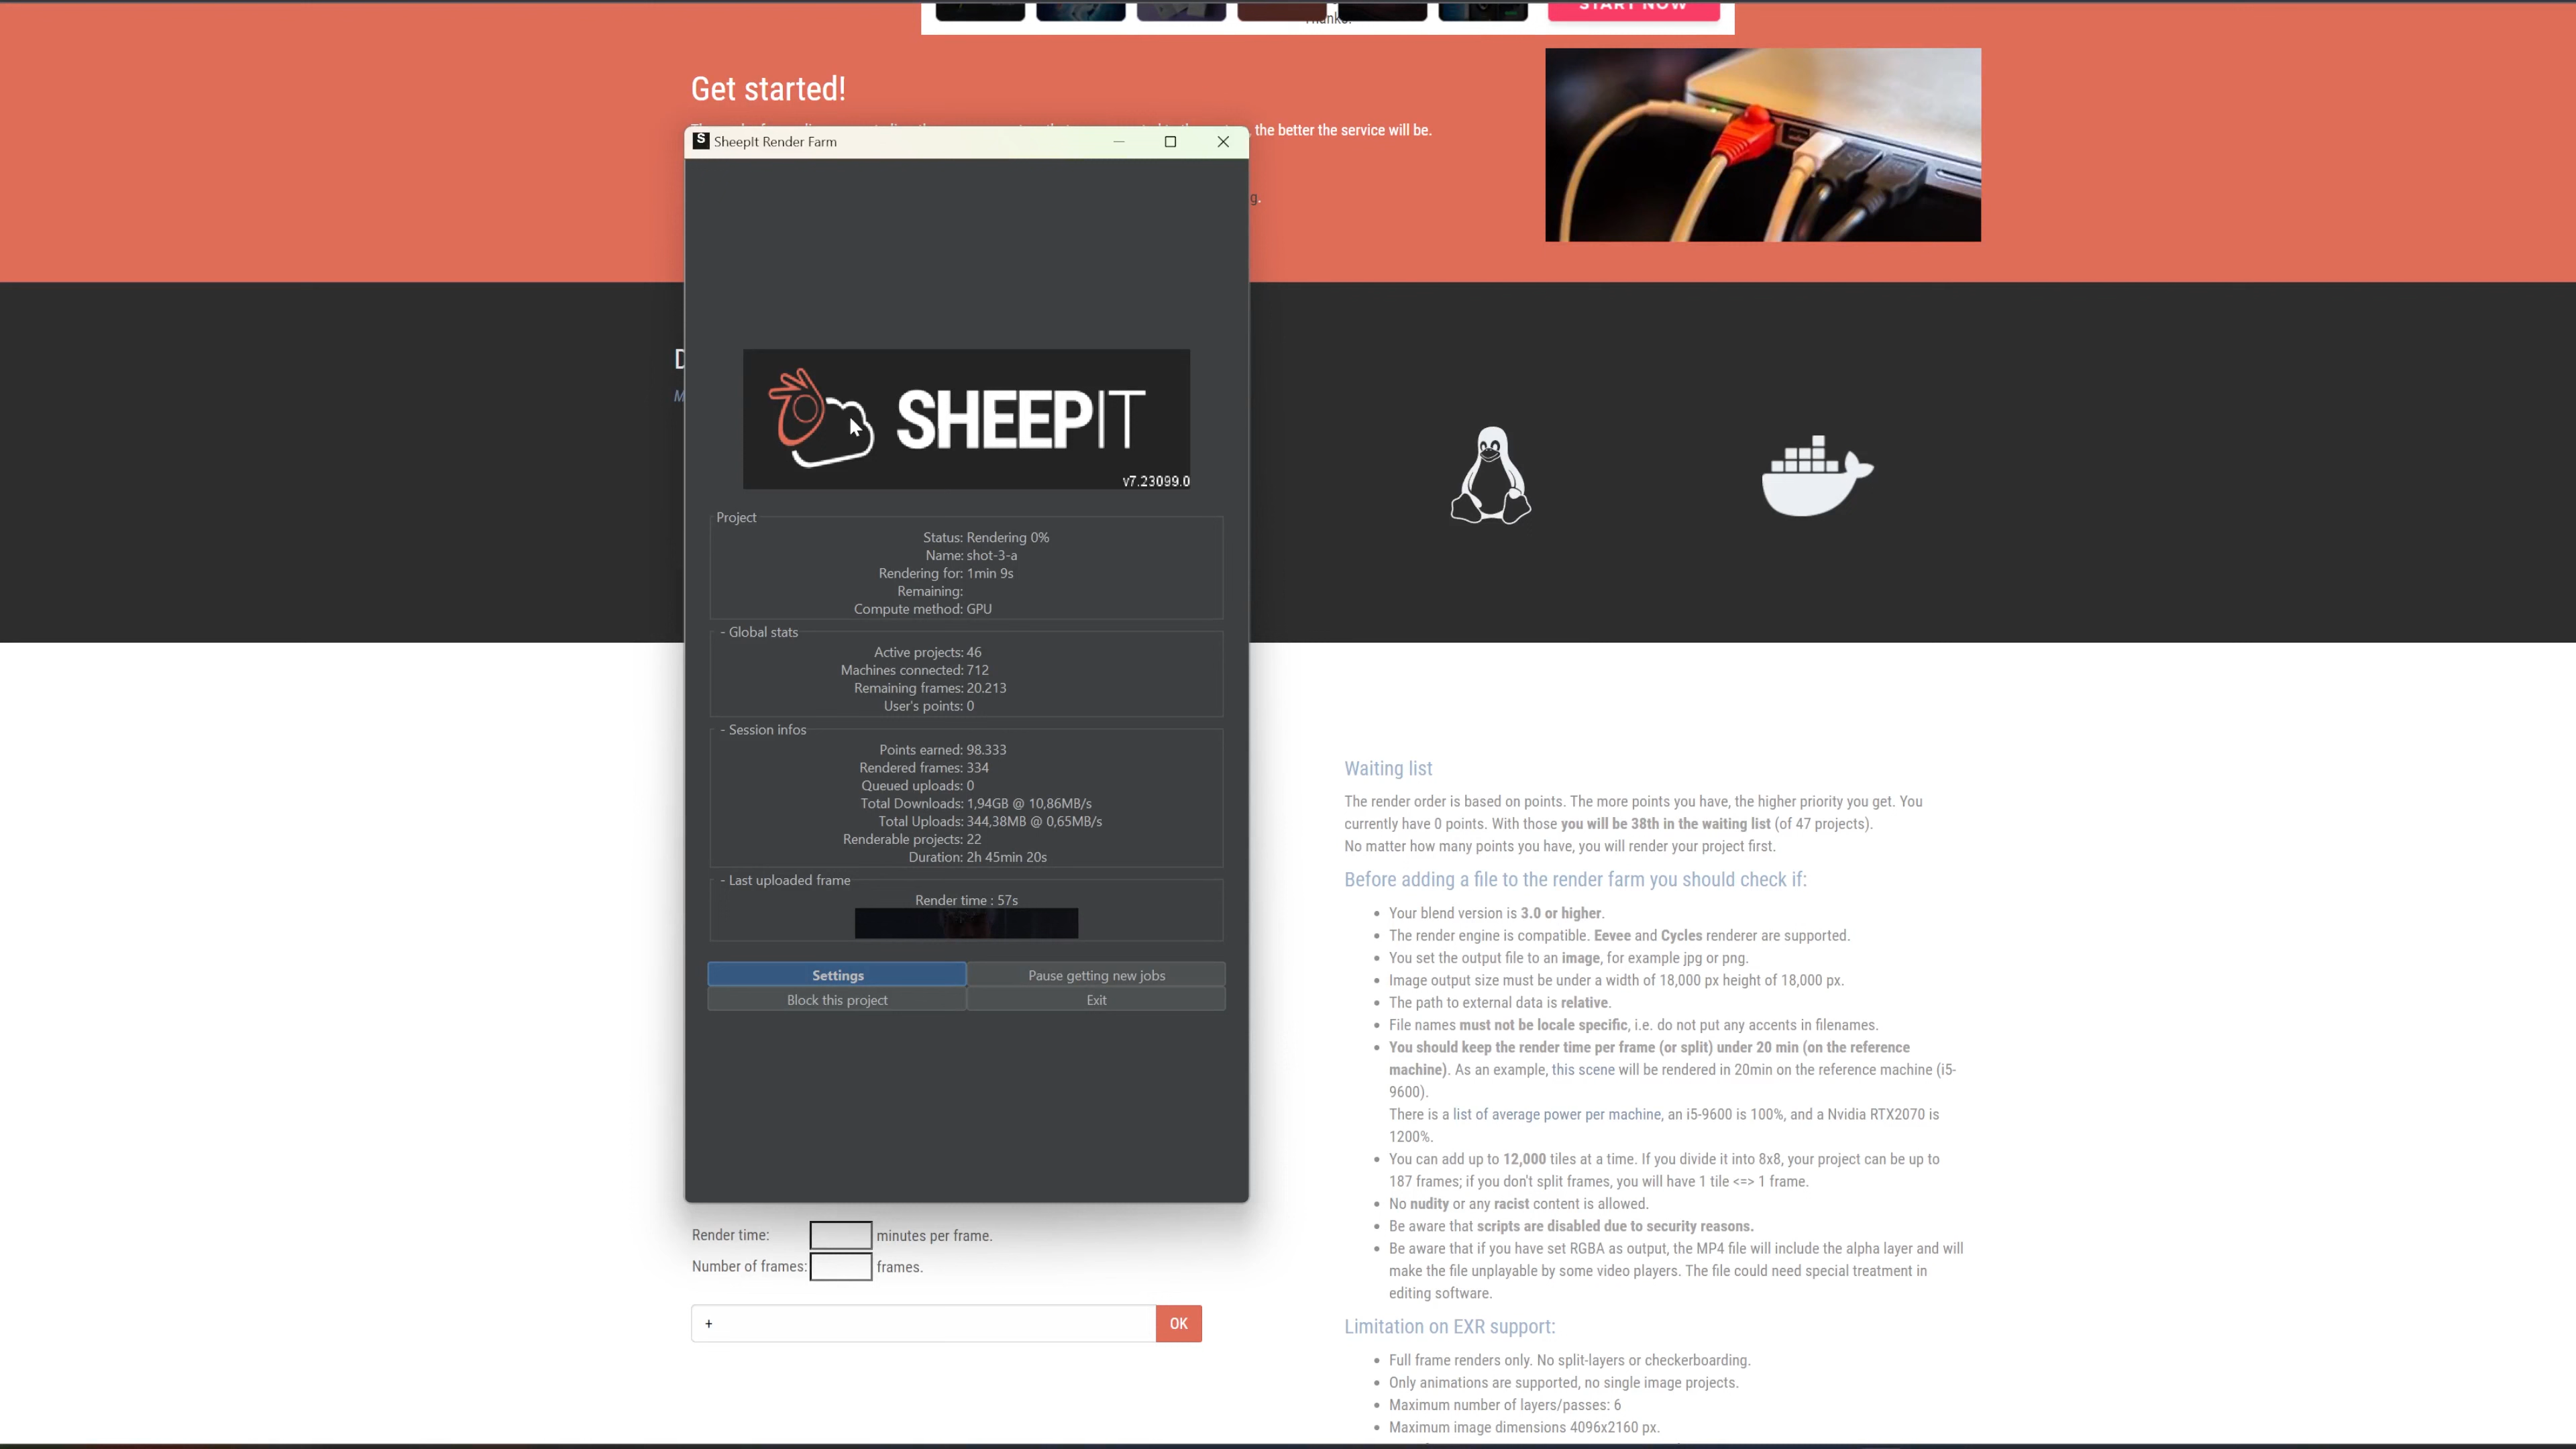 START NOW
Thanks.
Get started!
, the better the service will be.
g.
SheepIt Render Farm
D
M
SHEEPIT
v7.23099.0
Project
Status: Rendering 0%
Name: shot-3-a
Rendering for: 1min 9s
Remaining:
Compute method: GPU
- Global stats
Active projects: 46
Machines connected: 712
Remaining frames: 20.213
User's points: 0
- Session infos
Points earned: 98.333
Rendered frames: 334
Queued uploads: 0
Total Downloads: 1,94GB @ 10,86MB/s
Total Uploads: 344,38MB @ 0,65MB/s
Renderable projects: 22
Duration: 2h 45min 20s
- Last uploaded frame
Render time : 57s
Settings
Pause getting new jobs
Block this project
Exit
Render time: minutes per frame.
Number of frames: frames.
+
OK
Waiting list
The render order is based on points. The more points you have, the higher priority you get. You
currently have 0 points. With those you will be 38th in the waiting list (of 47 projects).
No matter how many points you have, you will render your project first.
Before adding a file to the render farm you should check if:
• Your blend version is 3.0 or higher.
• The render engine is compatible. Eevee and Cycles renderer are supported.
• You set the output file to an image, for example jpg or png.
• Image output size must be under a width of 18,000 px height of 18,000 px.
• The path to external data is relative.
• File names must not be locale specific, i.e. do not put any accents in filenames.
• You should keep the render time per frame (or split) under 20 min (on the reference
machine). As an example, this scene will be rendered in 20min on the reference machine (i5-
9600).
There is a list of average power per machine, an i5-9600 is 100%, and a Nvidia RTX2070 is
1200%.
• You can add up to 12,000 tiles at a time. If you divide it into 8x8, your project can be up to
187 frames; if you don't split frames, you will have 1 tile <=> 1 frame.
• No nudity or any racist content is allowed.
• Be aware that scripts are disabled due to security reasons.
• Be aware that if you have set RGBA as output, the MP4 file will include the alpha layer and will
make the file unplayable by some video players. The file could need special treatment in
editing software.
Limitation on EXR support:
• Full frame renders only. No split-layers or checkerboarding.
• Only animations are supported, no single image projects.
• Maximum number of layers/passes: 6
• Maximum image dimensions 4096x2160 px.